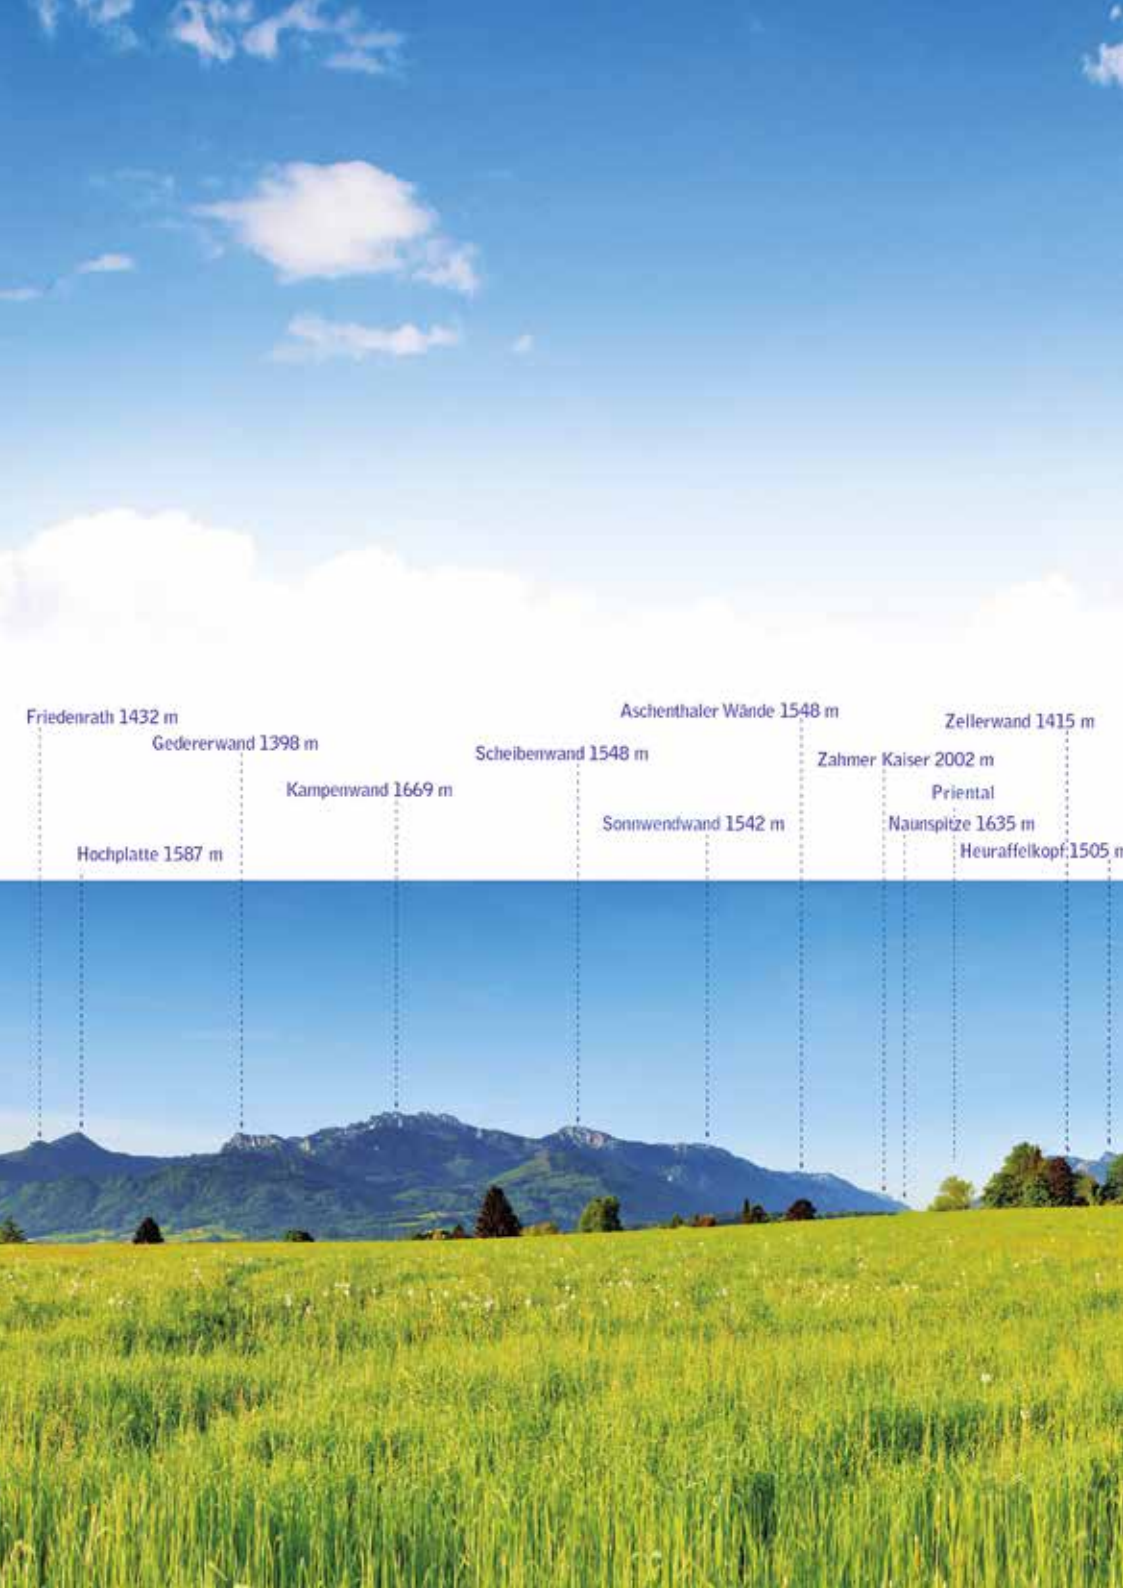 Friedenrath 1432 m
Hochplatte 1587 m
Gedererwand 1398 m
Kampenwand 1669 m
Scheibenwand 1548 m
Sonnwendwand 1542 m
Aschenthaler Wände 1548 m
Zahmer Kaiser 2002 m
Naunspitze 1635 m
Priental
Zellerwand 1415 m
Heuraffelkopf 1505 m